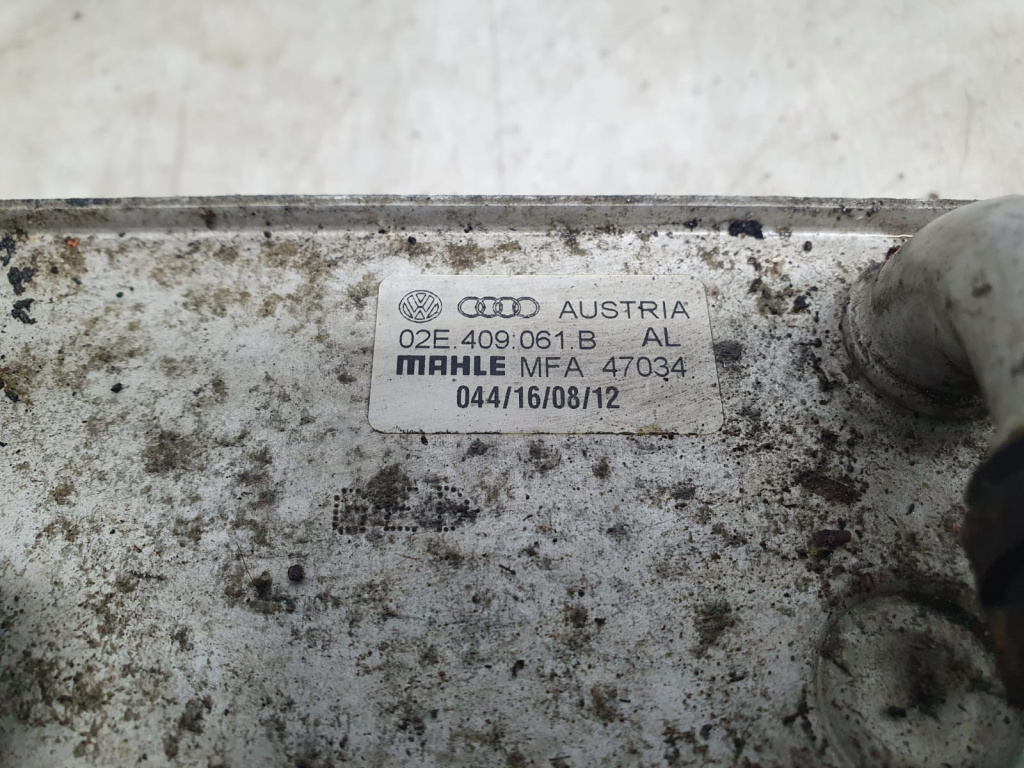 AUSTRIA
02E.409.061.B AL
MAHLE MFA 47034
044/16/08/12